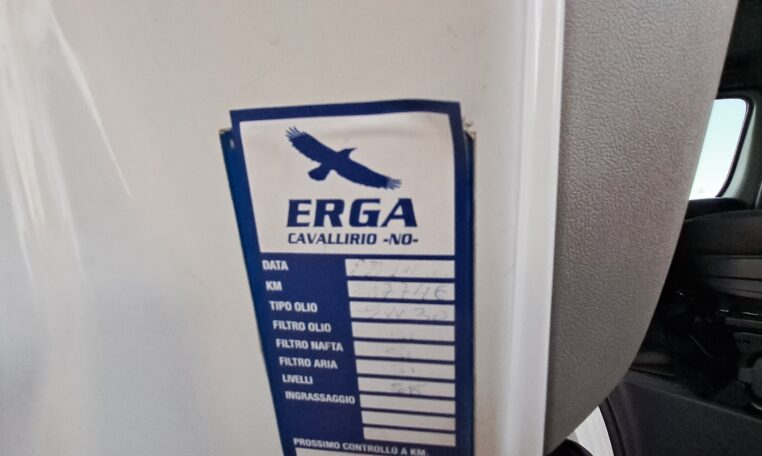 ERGA
CAVALLIRIO -NO-
DATA
KM
TIPO OLIO
FILTRO OLIO
FILTRO NAFTA
FILTRO ARIA
LIVELLI
INGRASSAGGIO
PROSSIMO CONTROLLO A KM.